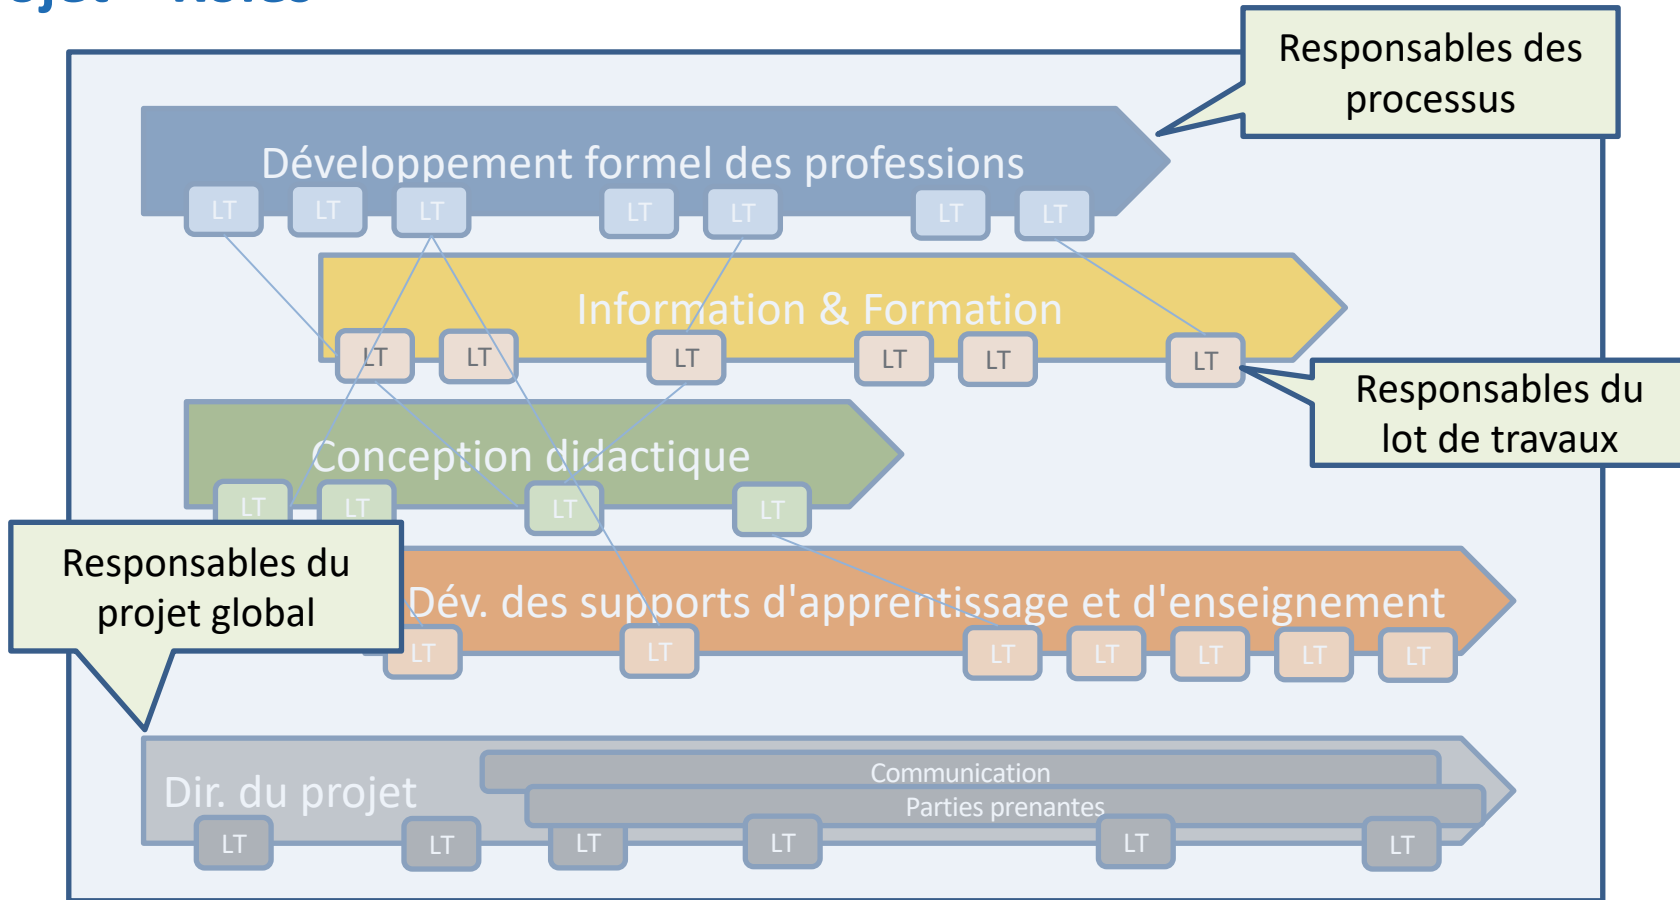 Responsables des
processus
Développement formel des professions
LT LT LT LT LT LT LT
Information & Formation
LT LT LT LT LT LT
Responsables du
lot de travaux
Conception didactique
LT LT LT LT
Responsables du
projet global
Dév. des supports d'apprentissage et d'enseignement
LT LT LT LT LT LT LT
Communication
Dir. du projet
Parties prenantes
LT LT LT LT LT LT